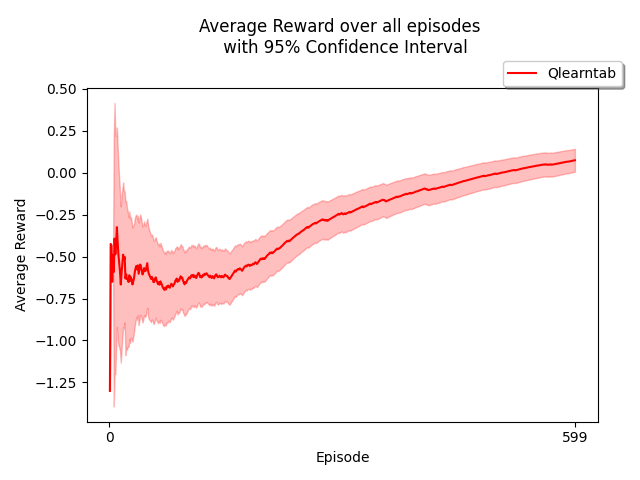 Average Reward over all episodes
with 95% Confidence Interval
Qlearntab
0.50
0.25
0.00
−0.25
−0.50
−0.75
−1.00
−1.25
Average Reward
0
599
Episode